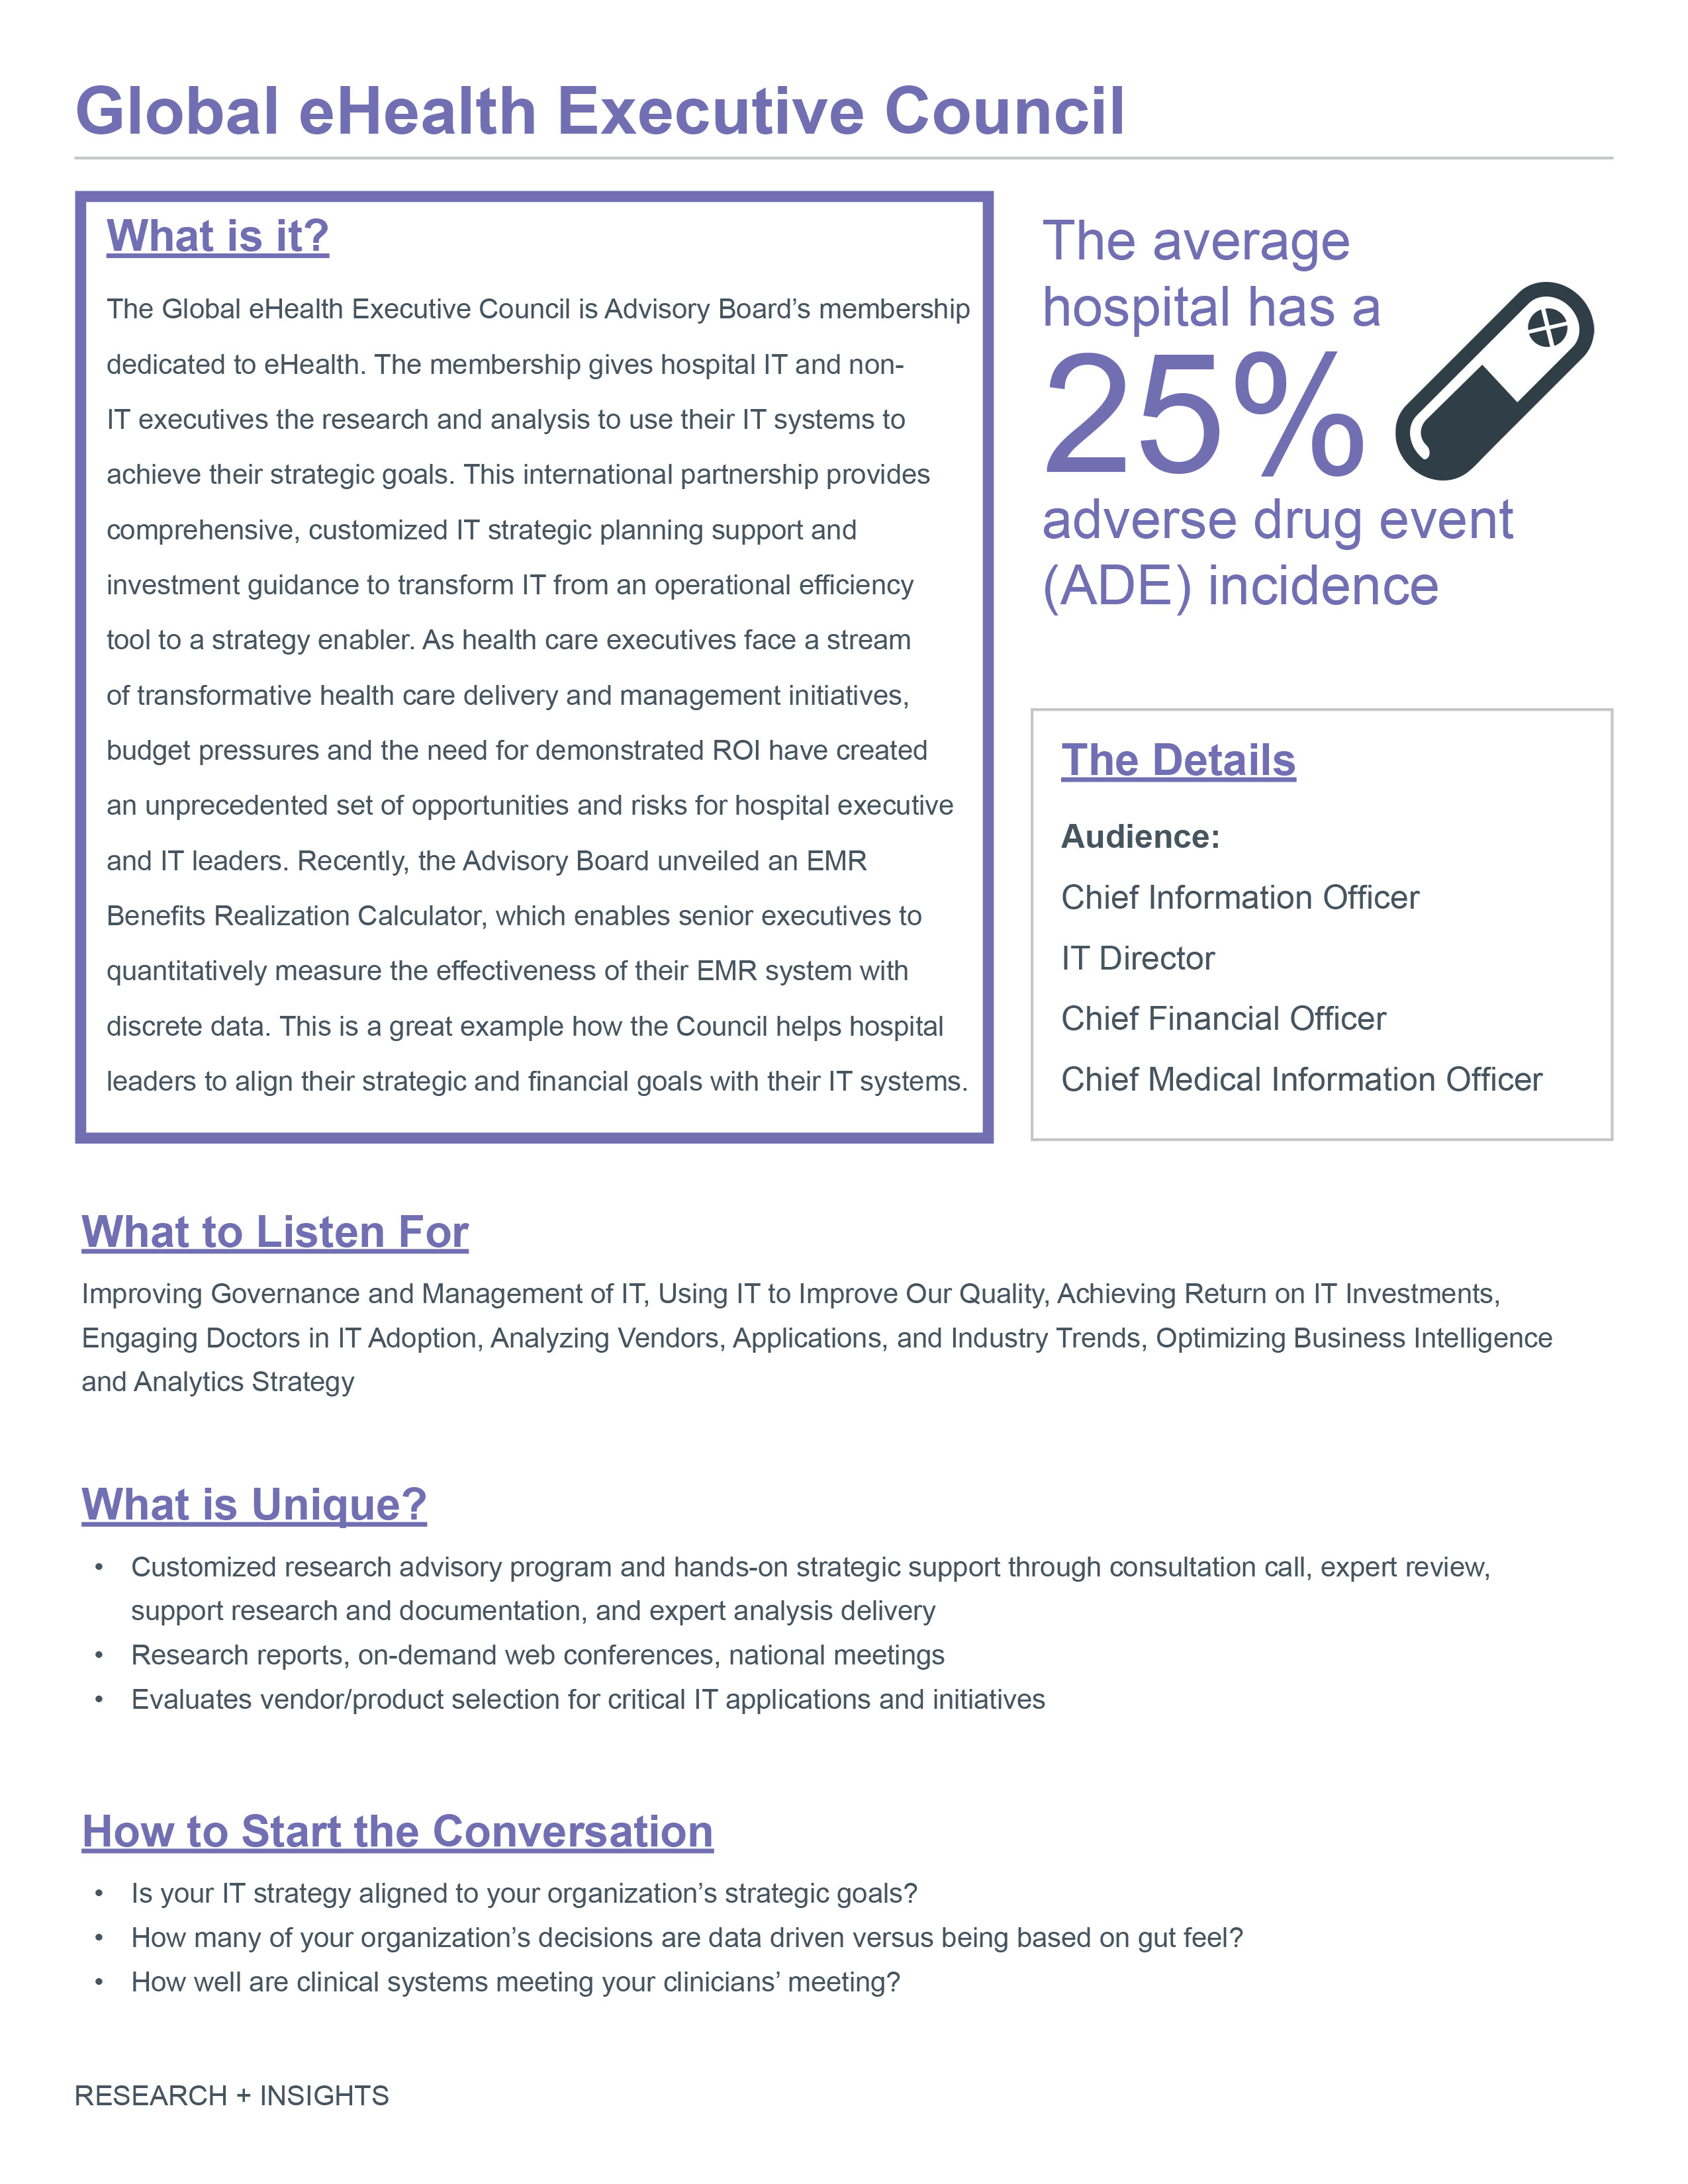 Global eHealth Executive Council
What is it?
The Global eHealth Executive Council is Advisory Board’s membership
dedicated to eHealth. The membership gives hospital IT and non-
IT executives the research and analysis to use their IT systems to
achieve their strategic goals. This international partnership provides
comprehensive, customized IT strategic planning support and
investment guidance to transform IT from an operational efficiency
tool to a strategy enabler. As health care executives face a stream
of transformative health care delivery and management initiatives,
budget pressures and the need for demonstrated ROI have created
an unprecedented set of opportunities and risks for hospital executive
and IT leaders. Recently, the Advisory Board unveiled an EMR
Benefits Realization Calculator, which enables senior executives to
quantitatively measure the effectiveness of their EMR system with
discrete data. This is a great example how the Council helps hospital
leaders to align their strategic and financial goals with their IT systems.
The average
hospital has a
25%
adverse drug event
(ADE) incidence
The Details
Audience:
Chief Information Officer
IT Director
Chief Financial Officer
Chief Medical Information Officer
What to Listen For
Improving Governance and Management of IT, Using IT to Improve Our Quality, Achieving Return on IT Investments,
Engaging Doctors in IT Adoption, Analyzing Vendors, Applications, and Industry Trends, Optimizing Business Intelligence
and Analytics Strategy
What is Unique?
• Customized research advisory program and hands-on strategic support through consultation call, expert review,
support research and documentation, and expert analysis delivery
• Research reports, on-demand web conferences, national meetings
• Evaluates vendor/product selection for critical IT applications and initiatives
How to Start the Conversation
• Is your IT strategy aligned to your organization’s strategic goals?
• How many of your organization’s decisions are data driven versus being based on gut feel?
• How well are clinical systems meeting your clinicians’ meeting?
RESEARCH + INSIGHTS